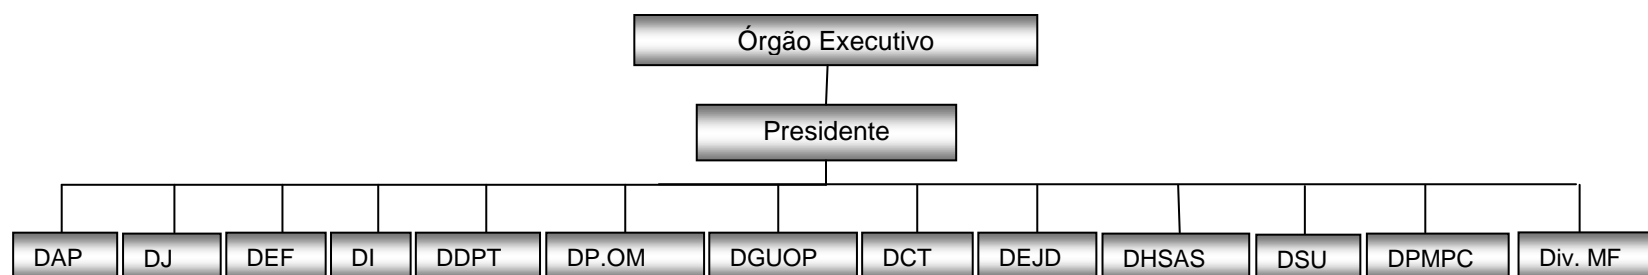 Órgão Executivo
Presidente
DAP DJ DEF DI DDPT DP.OM DGUOP DCT DEJD DHSAS DSU DPMPC Div. MF